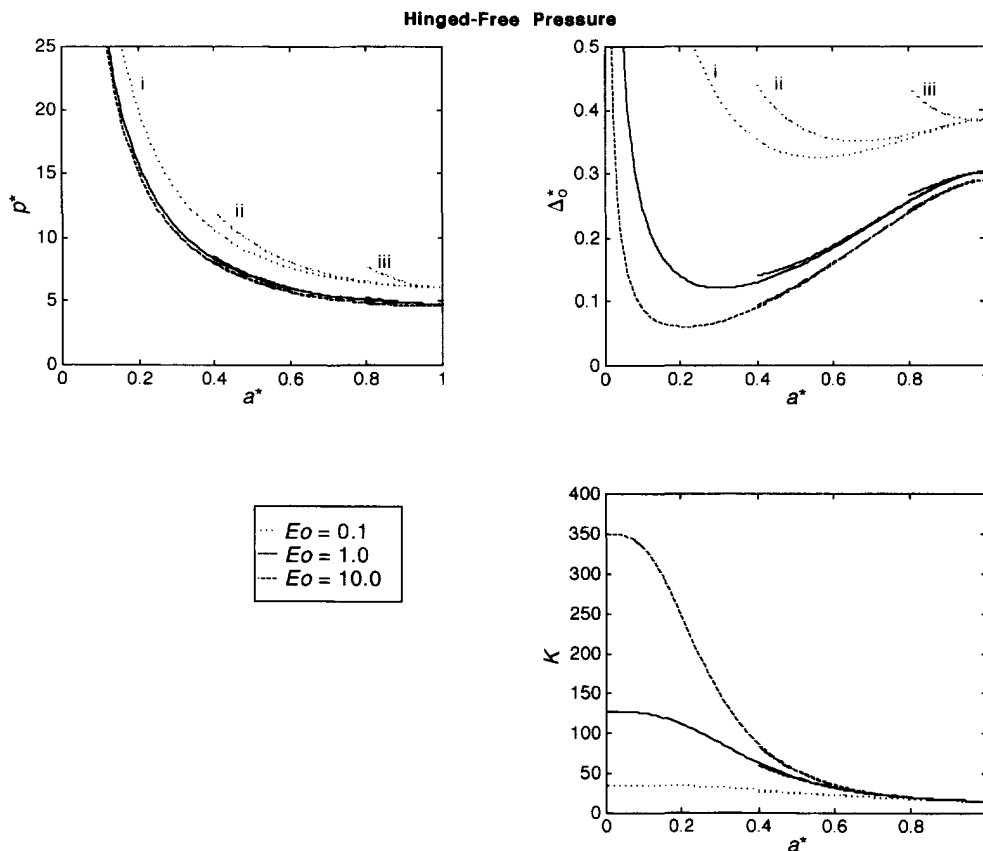 Hinged-Free Pressure
25
20
15
10
5
0
p*
0 0.2 0.4 0.6 0.8 1
a*
i
ii
iii
0.5
0.4
0.3
0.2
0.1
0
Δo*
0 0.2 0.4 0.6 0.8 1
a*
i
ii
iii
Eo = 0.1
Eo = 1.0
Eo = 10.0
400
350
300
250
200
150
100
50
0
K
0 0.2 0.4 0.6 0.8 1
a*